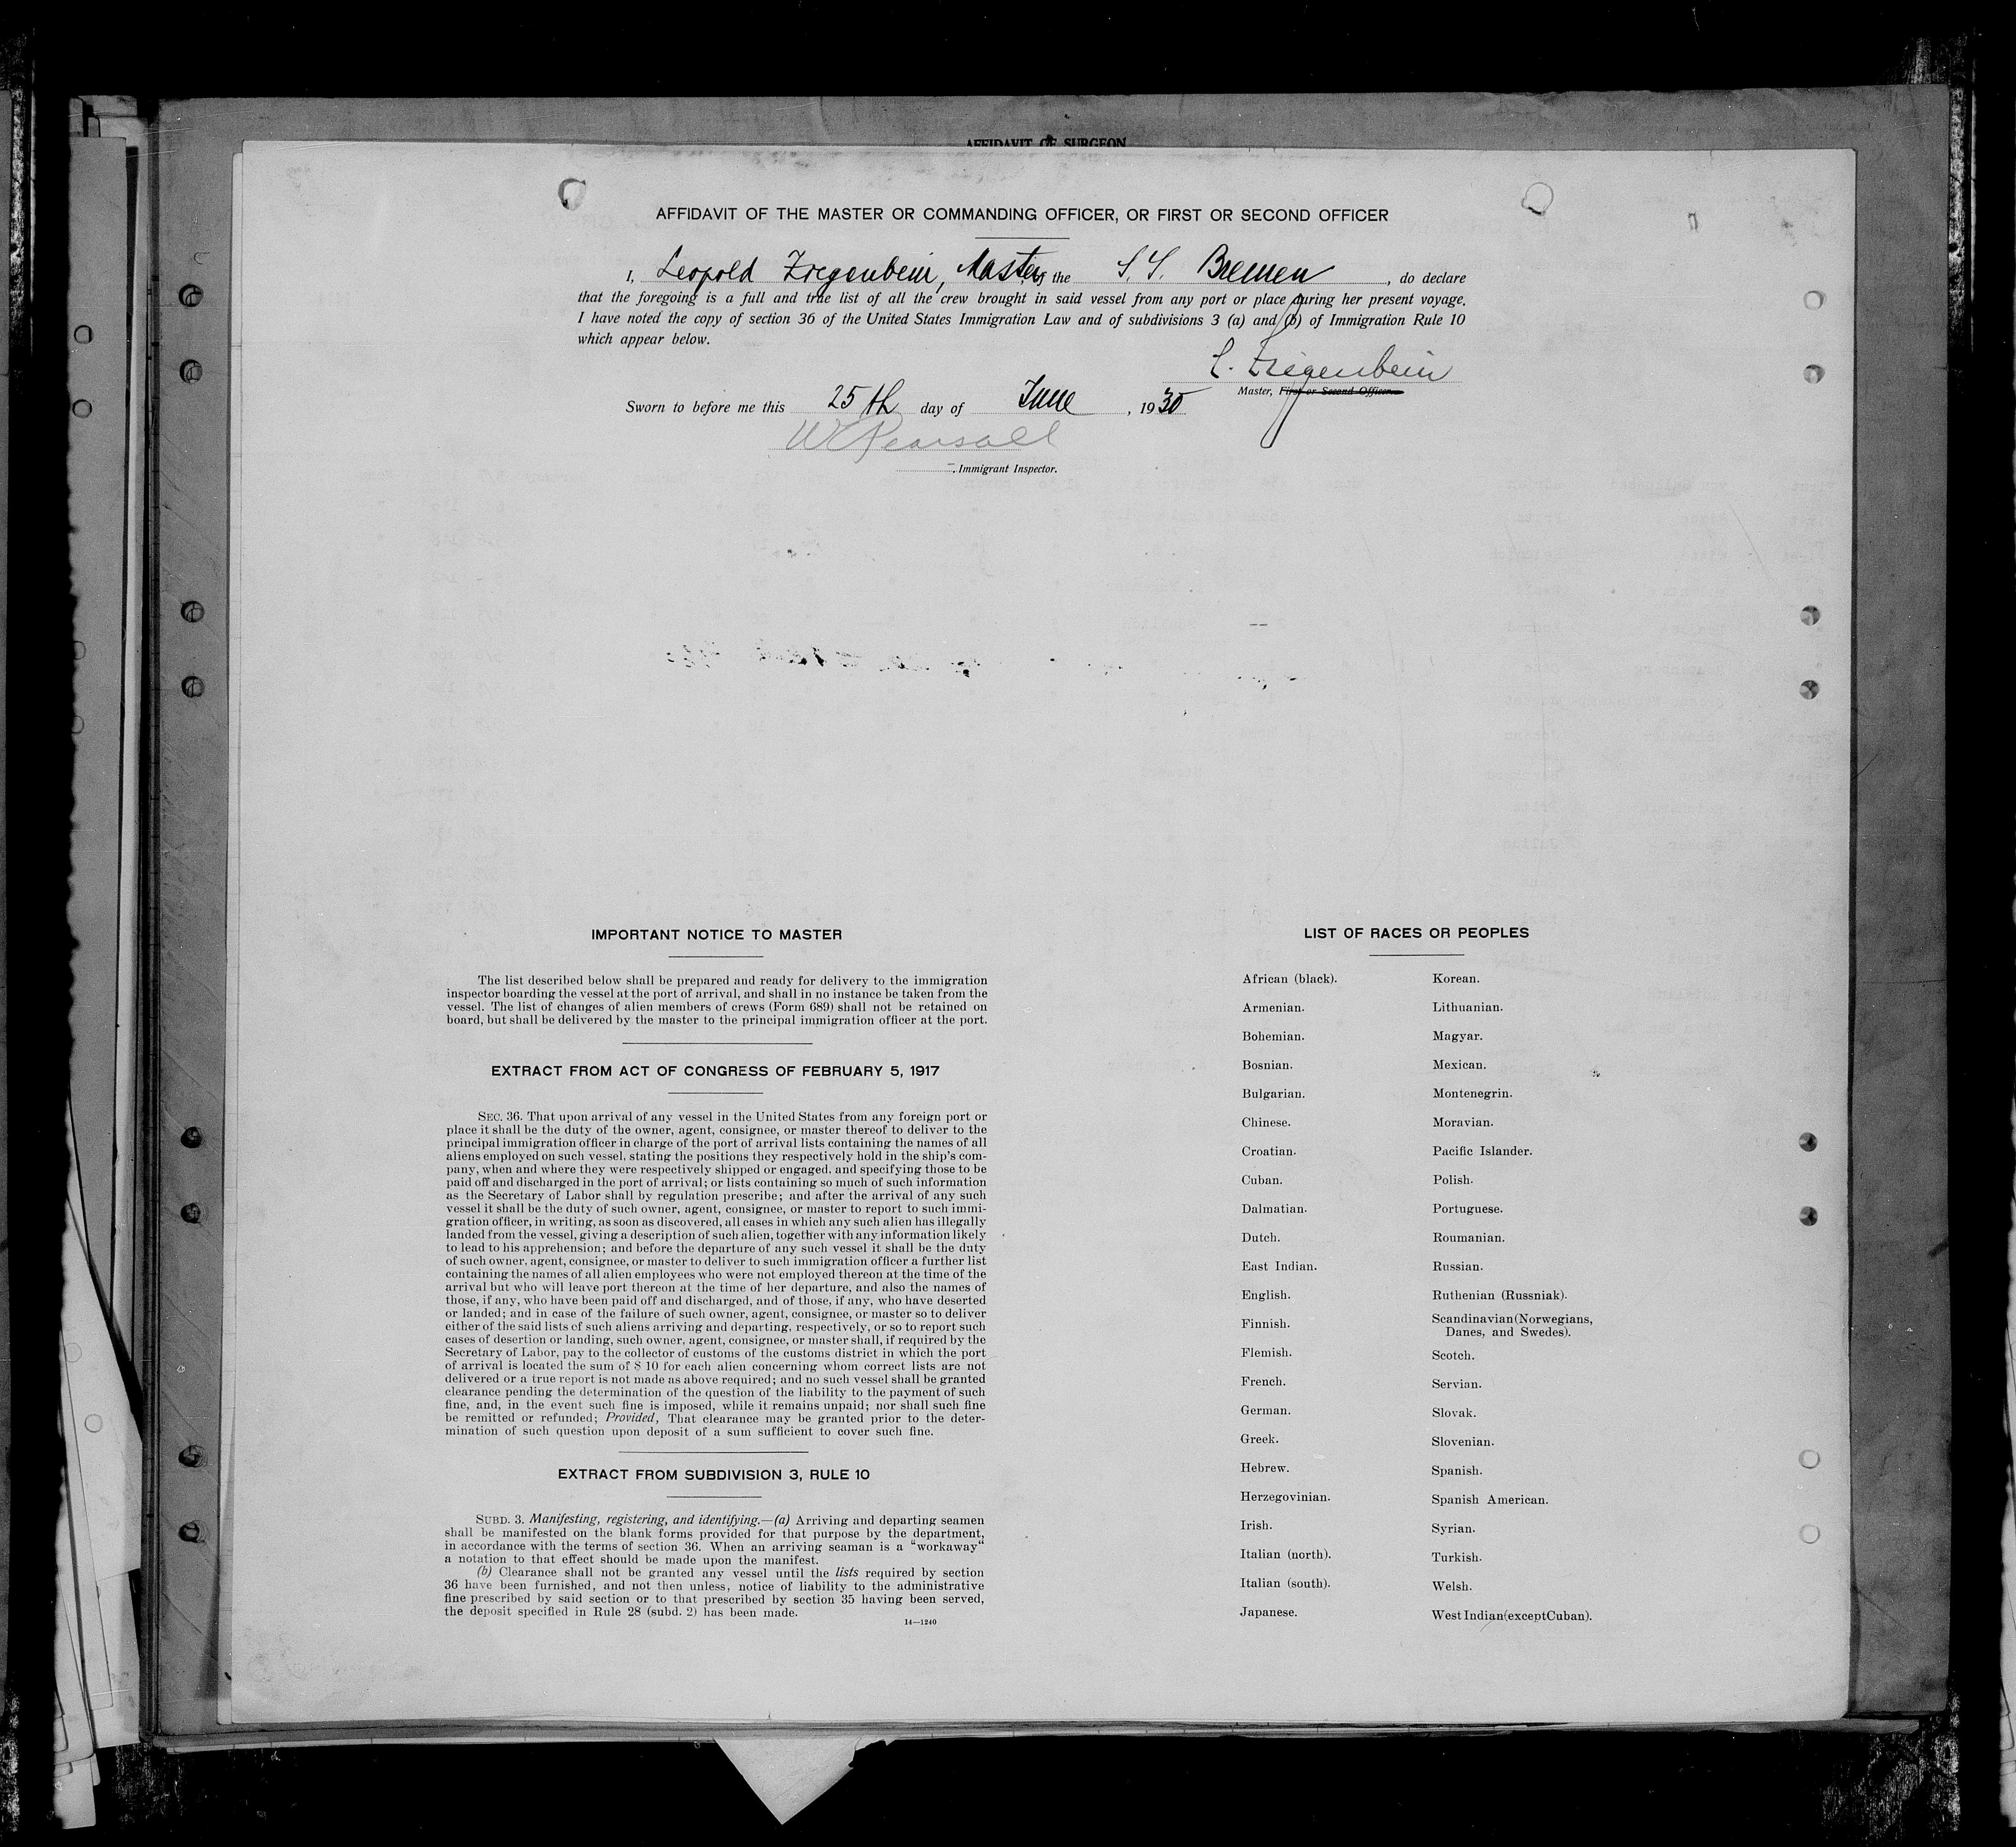 AFFIDAVIT OF SURGEON
AFFIDAVIT OF THE MASTER OR COMMANDING OFFICER, OR FIRST OR SECOND OFFICER
I, Leopold Ziegenbein, Master of the S.S. Bremen, do declare
that the foregoing is a full and true list of all the crew brought in said vessel from any port or place during her present voyage.
I have noted the copy of section 36 of the United States Immigration Law and of subdivisions 3 (a) and (b) of Immigration Rule 10
which appear below.
L. Ziegenbein
Master, First or Second Officer.
Sworn to before me this 25th day of June, 1930
W Pearsall
Immigrant Inspector.
IMPORTANT NOTICE TO MASTER
The list described below shall be prepared and ready for delivery to the immigration
inspector boarding the vessel at the port of arrival, and shall in no instance be taken from the
vessel. The list of changes of alien members of crews (Form 689) shall not be retained on
board, but shall be delivered by the master to the principal immigration officer at the port.
EXTRACT FROM ACT OF CONGRESS OF FEBRUARY 5, 1917
SEC. 36. That upon arrival of any vessel in the United States from any foreign port or
place it shall be the duty of the owner, agent, consignee, or master thereof to deliver to the
principal immigration officer in charge of the port of arrival lists containing the names of all
aliens employed on such vessel, stating the positions they respectively hold in the ship's com-
pany, when and where they were respectively shipped or engaged, and specifying those to be
paid off and discharged in the port of arrival; or lists containing so much of such information
as the Secretary of Labor shall by regulation prescribe; and after the arrival of any such
vessel it shall be the duty of such owner, agent, consignee, or master to report to such immi-
gration officer, in writing, as soon as discovered, all cases in which any such alien has illegally
landed from the vessel, giving a description of such alien, together with any information likely
to lead to his apprehension; and before the departure of any such vessel it shall be the duty
of such owner, agent, consignee, or master to deliver to such immigration officer a further list
containing the names of all alien employees who were not employed thereon at the time of the
arrival but who will leave port thereon at the time of her departure, and also the names of
those, if any, who have been paid off and discharged, and of those, if any, who have deserted
or landed; and in case of the failure of such owner, agent, consignee, or master so to deliver
either of the said lists of such aliens arriving and departing, respectively, or so to report such
cases of desertion or landing, such owner, agent, consignee, or master shall, if required by the
Secretary of Labor, pay to the collector of customs of the customs district in which the port
of arrival is located the sum of $ 10 for each alien concerning whom correct lists are not
delivered or a true report is not made as above required; and no such vessel shall be granted
clearance pending the determination of the question of the liability to the payment of such
fine, and, in the event such fine is imposed, while it remains unpaid; nor shall such fine
be remitted or refunded; Provided, That clearance may be granted prior to the deter-
mination of such question upon deposit of a sum sufficient to cover such fine.
EXTRACT FROM SUBDIVISION 3, RULE 10
SUBD. 3. Manifesting, registering, and identifying.—(a) Arriving and departing seamen
shall be manifested on the blank forms provided for that purpose by the department,
in accordance with the terms of section 36. When an arriving seaman is a “workaway“
a notation to that effect should be made upon the manifest.
(b) Clearance shall not be granted any vessel until the lists required by section
36 have been furnished, and not then unless, notice of liability to the administrative
fine prescribed by said section or to that prescribed by section 35 having been served,
the deposit specified in Rule 28 (subd. 2) has been made.
14—1240
LIST OF RACES OR PEOPLES
African (black).
Armenian.
Bohemian.
Bosnian.
Bulgarian.
Chinese.
Croatian.
Cuban.
Dalmatian.
Dutch.
East Indian.
English.
Finnish.
Flemish.
French.
German.
Greek.
Hebrew.
Herzegovinian.
Irish.
Italian (north).
Italian (south).
Japanese.
Korean.
Lithuanian.
Magyar.
Mexican.
Montenegrin.
Moravian.
Pacific Islander.
Polish.
Portuguese.
Roumanian.
Russian.
Ruthenian (Russniak).
Scandinavian (Norwegians,
Danes, and Swedes).
Scotch.
Servian.
Slovak.
Slovenian.
Spanish.
Spanish American.
Syrian.
Turkish.
Welsh.
West Indian (except Cuban).